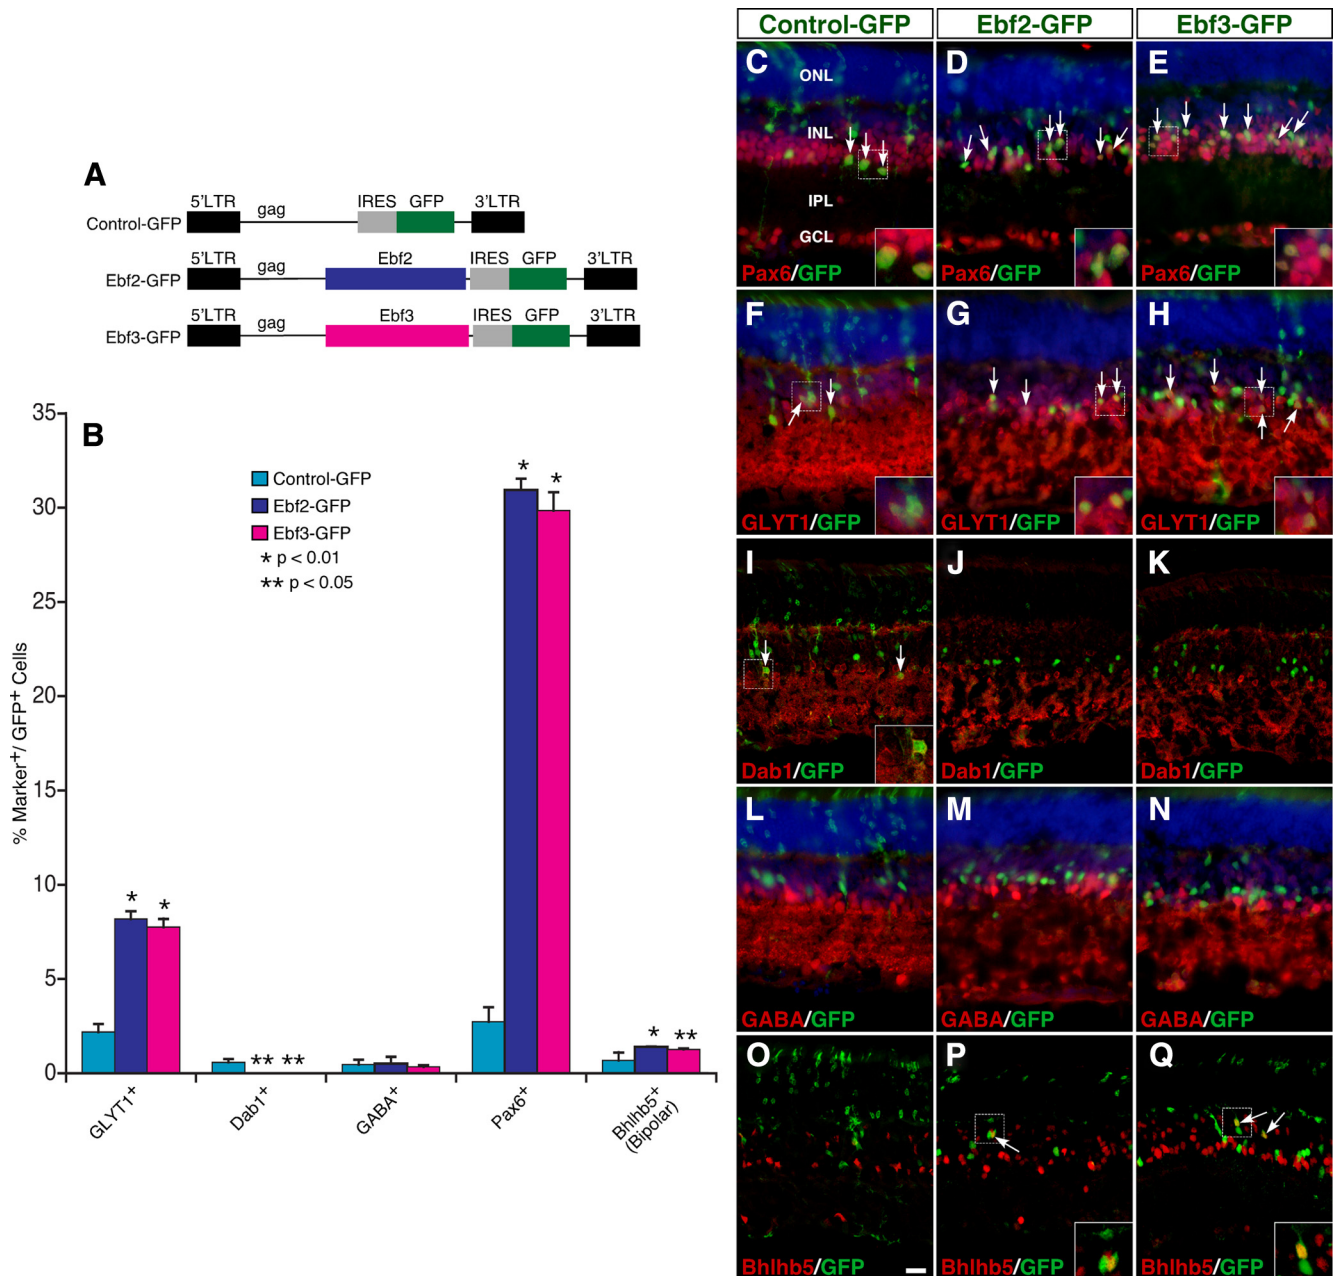 A
5'LTR gag IRES GFP 3'LTR
Control-GFP
5'LTR gag Ebf2 IRES GFP 3'LTR
Ebf2-GFP
5'LTR gag Ebf3 IRES GFP 3'LTR
Ebf3-GFP
B
35
30
25
20
15
10
5
0
% Marker+/ GFP+ Cells
Control-GFP
Ebf2-GFP
Ebf3-GFP
* p < 0.01
** p < 0.05
* *
** **
* *
* **
GLYT1+
Dab1+
GABA+
Pax6+
Bhlhb5+
(Bipolar)
Control-GFP Ebf2-GFP Ebf3-GFP
C D E
ONL
INL
IPL
GCL
Pax6/GFP Pax6/GFP Pax6/GFP
F G H
GLYT1/GFP GLYT1/GFP GLYT1/GFP
I J K
Dab1/GFP Dab1/GFP Dab1/GFP
L M N
GABA/GFP GABA/GFP GABA/GFP
O P Q
Bhlhb5/GFP Bhlhb5/GFP Bhlhb5/GFP